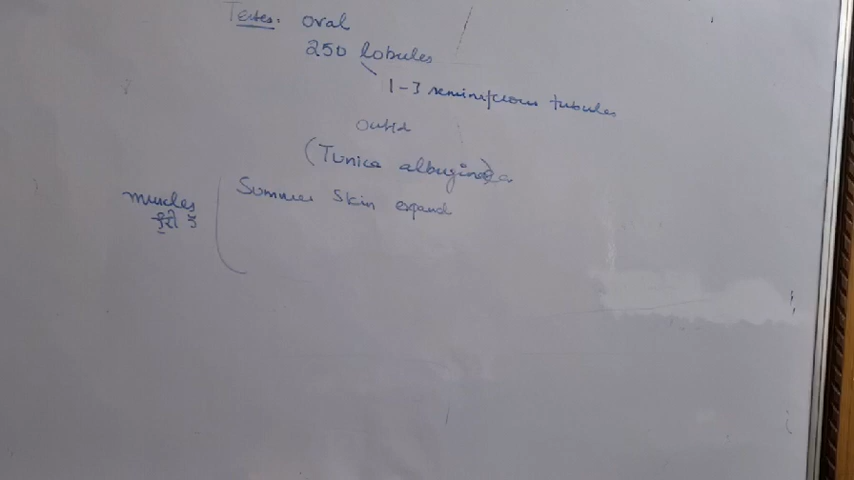 Testes: oval
250 lobules
1-3 seminiferous tubules
outer
(Tunica albuginea
muscles
Summer Skin expand